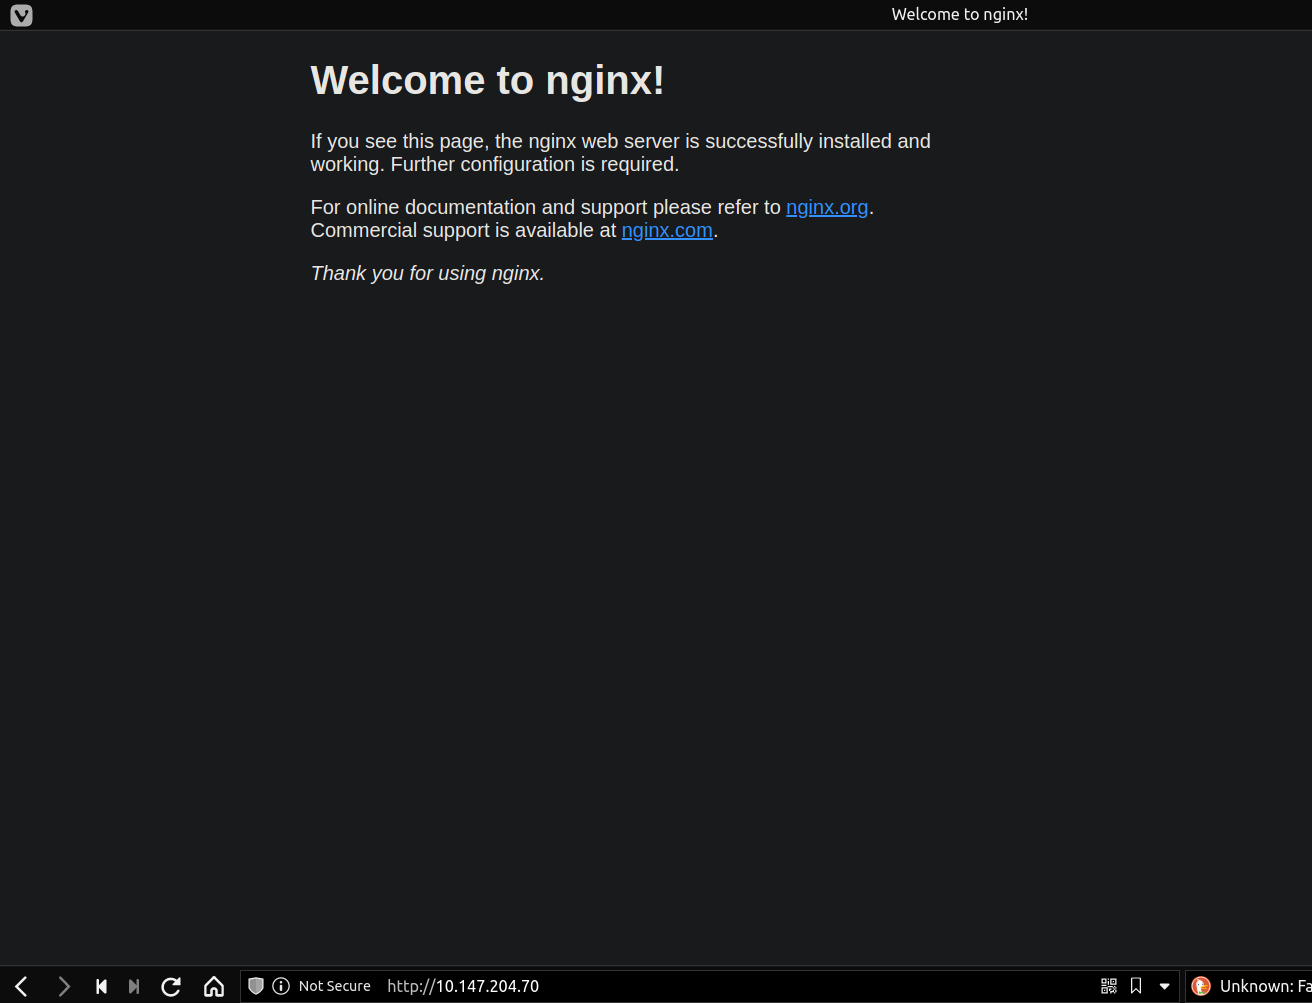 Welcome to nginx!
Welcome to nginx!
If you see this page, the nginx web server is successfully installed and
working. Further configuration is required.
For online documentation and support please refer to nginx.org.
Commercial support is available at nginx.com.
Thank you for using nginx.
Not Secure http://10.147.204.70 Unknown: